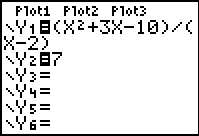 Plot1 Plot2 Plot3
\Y1=(X²+3X-10)/(
X-2)
\Y2=7
\Y3=
\Y4=
\Y5=
\Y6=